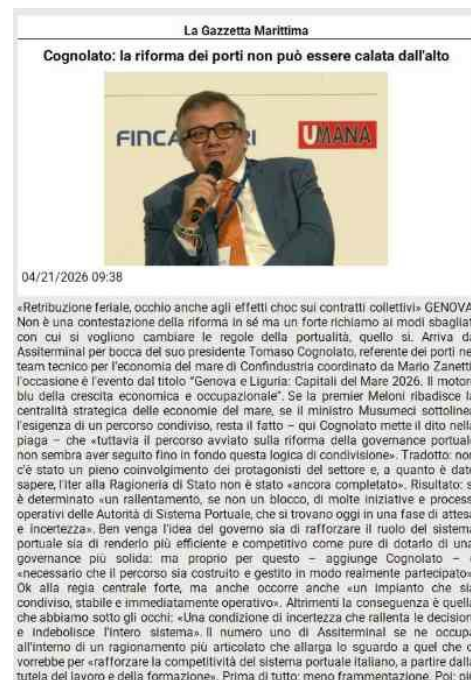 La Gazzetta Marittima
Cognolato: la riforma dei porti non può essere calata dall'alto
FINCA RI
UMANA
04/21/2026 09:38
«Retribuzione feriale, occhio anche agli effetti choc sui contratti collettivi» GENOVA
Non è una contestazione della riforma in sé ma un forte richiamo ai modi sbagliat
con cui si vogliono cambiare le regole della portualità, quello sì. Arriva da
Assiterminal per bocca del suo presidente Tomaso Cognolato, referente dei porti ne
team tecnico per l'economia del mare di Confindustria coordinato da Mario Zanetti
l'occasione è l'evento dal titolo "Genova e Liguria: Capitali del Mare 2026. Il motore
blu della crescita economica e occupazionale". Se la premier Meloni ribadisce la
centralità strategica delle economie del mare, se il ministro Musumeci sottoline
l'esigenza di un percorso condiviso, resta il fatto – qui Cognolato mette il dito nella
piaga – che «tuttavia il percorso avviato sulla riforma della governance portuale
non sembra aver seguito fino in fondo questa logica di condivisione». Tradotto: non
c'è stato un pieno coinvolgimento dei protagonisti del settore e, a quanto è dato
sapere, l'iter alla Ragioneria di Stato non è stato «ancora completato». Risultato: s
è determinato «un rallentamento, se non un blocco, di molte iniziative e process
operativi delle Autorità di Sistema Portuale, che si trovano oggi in una fase di attesa
e incertezza». Ben venga l'idea del governo sia di rafforzare il ruolo del sistema
portuale sia di renderlo più efficiente e competitivo come pure di dotarlo di una
governance più solida: ma proprio per questo – aggiunge Cognolato – è
«necessario che il percorso sia costruito e gestito in modo realmente partecipato»
Ok alla regia centrale forte, ma anche occorre anche «un impianto che sia
condiviso, stabile e immediatamente operativo». Altrimenti la conseguenza è quella
che abbiamo sotto gli occhi: «Una condizione di incertezza che rallenta le decision
e indebolisce l'intero sistema». Il numero uno di Assiterminal se ne occupa
all'interno di un ragionamento più articolato che allarga lo sguardo a quel che c
vorrebbe per «rafforzare la competitività del sistema portuale italiano, a partire dalla
tutela del lavoro e della formazione». Prima di tutto: meno frammentazione. Poi: più